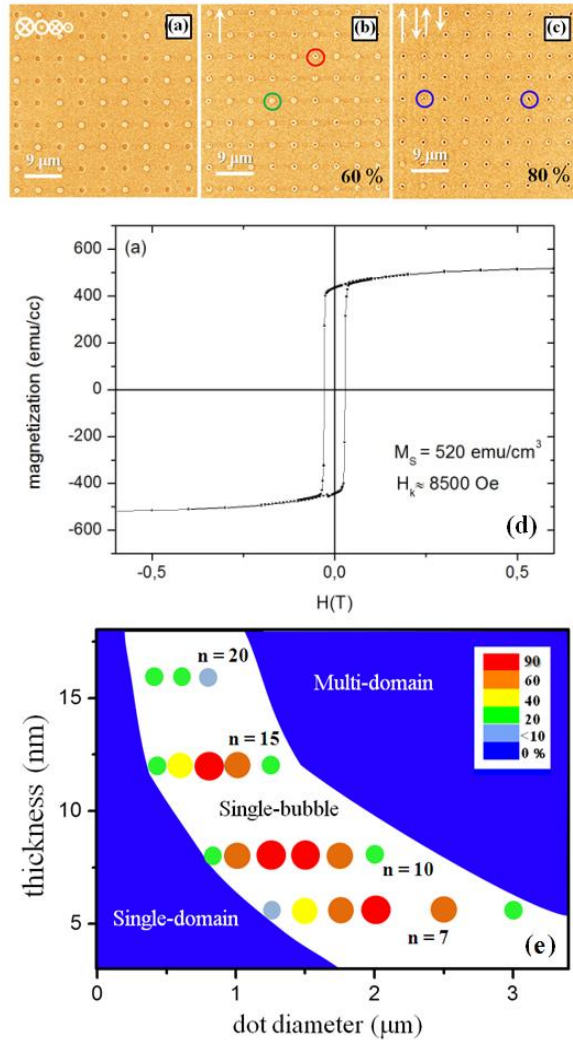 (a)
9 μm
(b)
9 μm
60 %
(c)
9 μm
80 %
(a)
600
400
200
0
-200
-400
-600
magnetization (emu/cc)
M_S = 520 emu/cm³
H_k ≈ 8500 Oe
(d)
-0,5
0,0
0,5
H(T)
15
10
5
thickness (nm)
n = 20
Multi-domain
90
60
40
20
<10
0 %
n = 15
Single-bubble
n = 10
Single-domain
n = 7
(e)
0
1
2
3
dot diameter (μm)